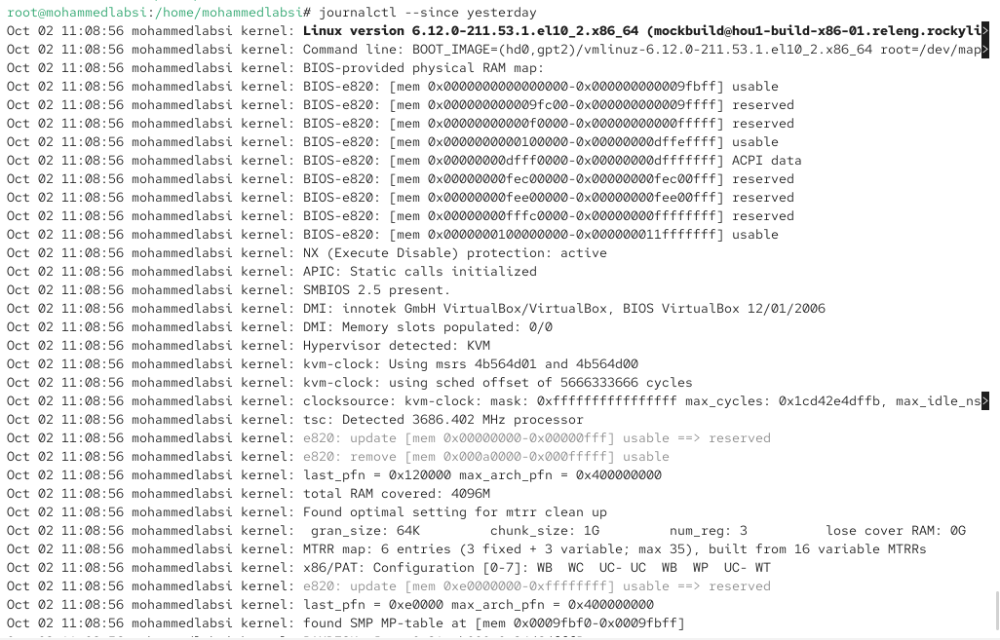 root@mohammedlabsi:/home/mohammedlabsi# journalctl --since yesterday
Oct 02 11:08:56 mohammedlabsi kernel: Linux version 6.12.0-211.53.1.el10_2.x86_64 (mockbuild@hou1-build-x86-01.releng.rockyli>
Oct 02 11:08:56 mohammedlabsi kernel: Command line: BOOT_IMAGE=(hd0,gpt2)/vmlinuz-6.12.0-211.53.1.el10_2.x86_64 root=/dev/map>
Oct 02 11:08:56 mohammedlabsi kernel: BIOS-provided physical RAM map:
Oct 02 11:08:56 mohammedlabsi kernel: BIOS-e820: [mem 0x0000000000000000-0x000000000009fbff] usable
Oct 02 11:08:56 mohammedlabsi kernel: BIOS-e820: [mem 0x000000000009fc00-0x000000000009ffff] reserved
Oct 02 11:08:56 mohammedlabsi kernel: BIOS-e820: [mem 0x00000000000f0000-0x00000000000fffff] reserved
Oct 02 11:08:56 mohammedlabsi kernel: BIOS-e820: [mem 0x0000000000100000-0x00000000dffeffff] usable
Oct 02 11:08:56 mohammedlabsi kernel: BIOS-e820: [mem 0x00000000dfff0000-0x00000000dfffffff] ACPI data
Oct 02 11:08:56 mohammedlabsi kernel: BIOS-e820: [mem 0x00000000fec00000-0x00000000fec00fff] reserved
Oct 02 11:08:56 mohammedlabsi kernel: BIOS-e820: [mem 0x00000000fee00000-0x00000000fee00fff] reserved
Oct 02 11:08:56 mohammedlabsi kernel: BIOS-e820: [mem 0x00000000fffc0000-0x00000000ffffffff] reserved
Oct 02 11:08:56 mohammedlabsi kernel: BIOS-e820: [mem 0x0000000100000000-0x000000011fffffff] usable
Oct 02 11:08:56 mohammedlabsi kernel: NX (Execute Disable) protection: active
Oct 02 11:08:56 mohammedlabsi kernel: APIC: Static calls initialized
Oct 02 11:08:56 mohammedlabsi kernel: SMBIOS 2.5 present.
Oct 02 11:08:56 mohammedlabsi kernel: DMI: innotek GmbH VirtualBox/VirtualBox, BIOS VirtualBox 12/01/2006
Oct 02 11:08:56 mohammedlabsi kernel: DMI: Memory slots populated: 0/0
Oct 02 11:08:56 mohammedlabsi kernel: Hypervisor detected: KVM
Oct 02 11:08:56 mohammedlabsi kernel: kvm-clock: Using msrs 4b564d01 and 4b564d00
Oct 02 11:08:56 mohammedlabsi kernel: kvm-clock: using sched offset of 5666333666 cycles
Oct 02 11:08:56 mohammedlabsi kernel: clocksource: kvm-clock: mask: 0xffffffffffffffff max_cycles: 0x1cd42e4dffb, max_idle_ns>
Oct 02 11:08:56 mohammedlabsi kernel: tsc: Detected 3686.402 MHz processor
Oct 02 11:08:56 mohammedlabsi kernel: e820: update [mem 0x00000000-0x00000fff] usable ==> reserved
Oct 02 11:08:56 mohammedlabsi kernel: e820: remove [mem 0x000a0000-0x000fffff] usable
Oct 02 11:08:56 mohammedlabsi kernel: last_pfn = 0x120000 max_arch_pfn = 0x400000000
Oct 02 11:08:56 mohammedlabsi kernel: total RAM covered: 4096M
Oct 02 11:08:56 mohammedlabsi kernel: Found optimal setting for mtrr clean up
Oct 02 11:08:56 mohammedlabsi kernel:  gran_size: 64K         chunk_size: 1G         num_reg: 3          lose cover RAM: 0G
Oct 02 11:08:56 mohammedlabsi kernel: MTRR map: 6 entries (3 fixed + 3 variable; max 35), built from 16 variable MTRRs
Oct 02 11:08:56 mohammedlabsi kernel: x86/PAT: Configuration [0-7]: WB  WC  UC- UC  WB  WP  UC- WT
Oct 02 11:08:56 mohammedlabsi kernel: e820: update [mem 0xe0000000-0xffffffff] usable ==> reserved
Oct 02 11:08:56 mohammedlabsi kernel: last_pfn = 0xe0000 max_arch_pfn = 0x400000000
Oct 02 11:08:56 mohammedlabsi kernel: found SMP MP-table at [mem 0x0009fbf0-0x0009fbff]